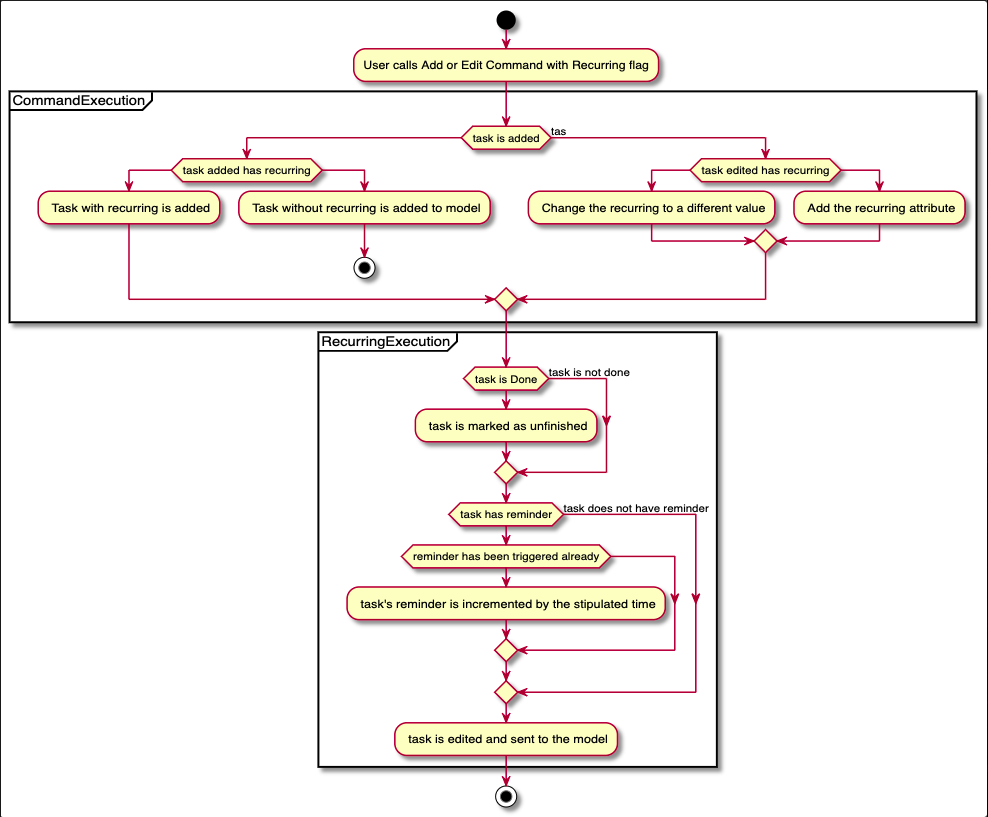 User calls Add or Edit Command with Recurring flag
CommandExecution
task is added
tas
task added has recurring
task edited has recurring
Task with recurring is added
Task without recurring is added to model
Change the recurring to a different value
Add the recurring attribute
RecurringExecution
task is Done
task is not done
task is marked as unfinished
task has reminder
task does not have reminder
reminder has been triggered already
task's reminder is incremented by the stipulated time
task is edited and sent to the model